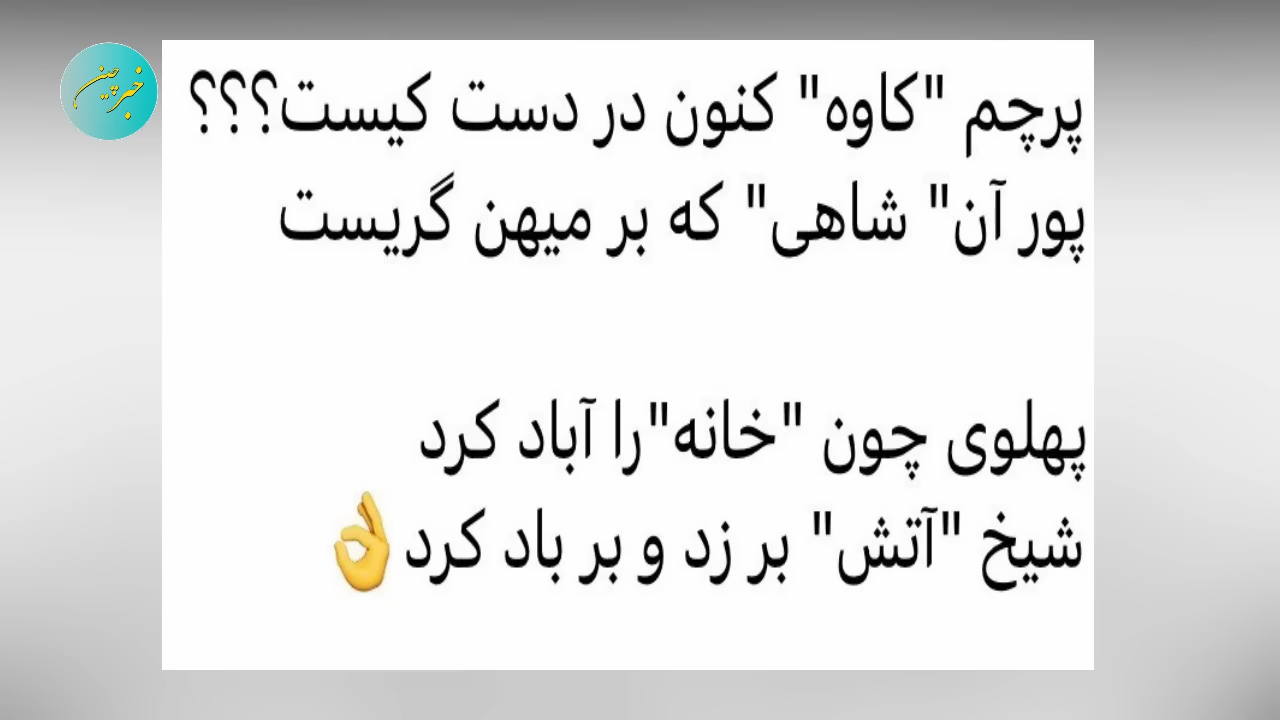 خبرچین
پرچم "کاوه" کنون در دست کیست؟؟؟
پور آن" شاهی" که بر میهن گریست
پهلوی چون "خانه"را آباد کرد
شیخ "آتش" بر زد و بر باد کرد👌